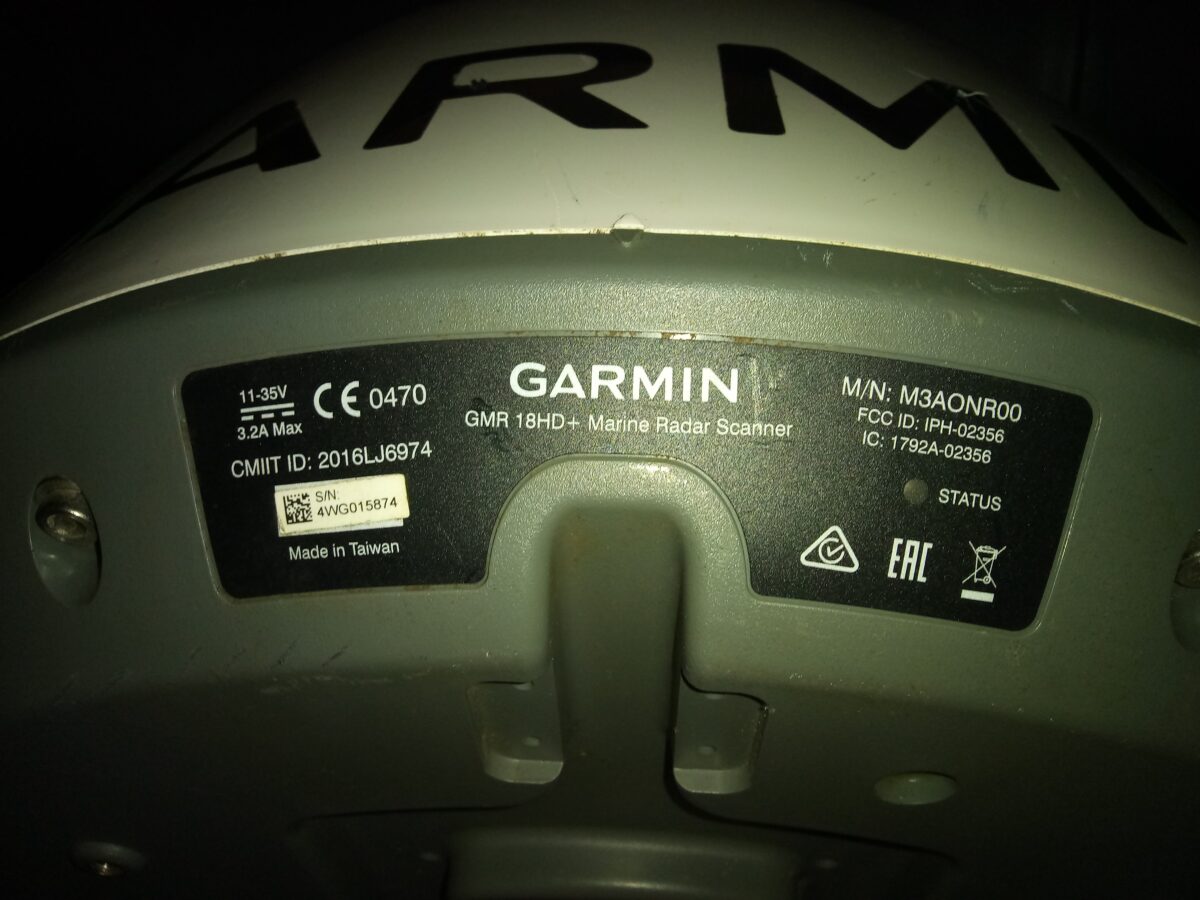 ARMI
11-35V
3.2A Max
CE 0470
CMIIT ID: 2016LJ6974
S/N:
4WG015874
Made in Taiwan
GARMIN
GMR 18HD+ Marine Radar Scanner
M/N: M3AONR00
FCC ID: IPH-02356
IC: 1792A-02356
STATUS
EAC